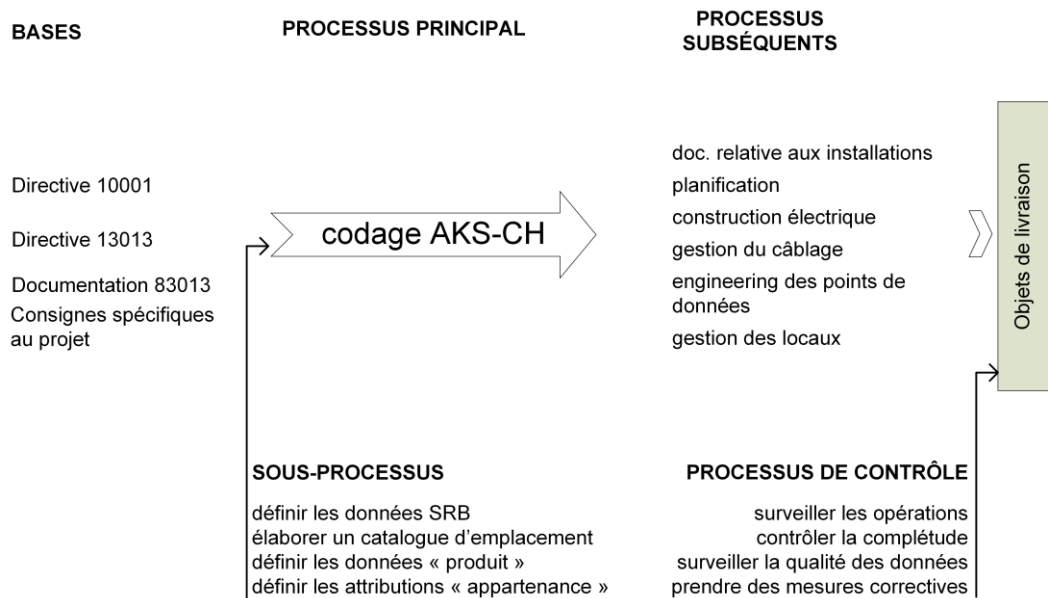 BASES
PROCESSUS PRINCIPAL
PROCESSUS
SUBSÉQUENTS
Directive 10001
Directive 13013
Documentation 83013
Consignes spécifiques
au projet
codage AKS-CH
doc. relative aux installations
planification
construction électrique
gestion du câblage
engineering des points de
données
gestion des locaux
Objets de livraison
SOUS-PROCESSUS
définir les données SRB
élaborer un catalogue d'emplacement
définir les données « produit »
définir les attributions « appartenance »
PROCESSUS DE CONTRÔLE
surveiller les opérations
contrôler la complétude
surveiller la qualité des données
prendre des mesures correctives